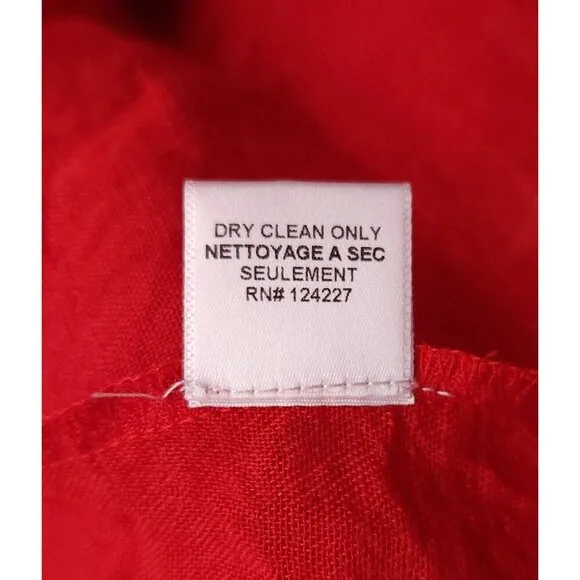 DRY CLEAN ONLY
NETTOYAGE A SEC
SEULEMENT
RN# 124227